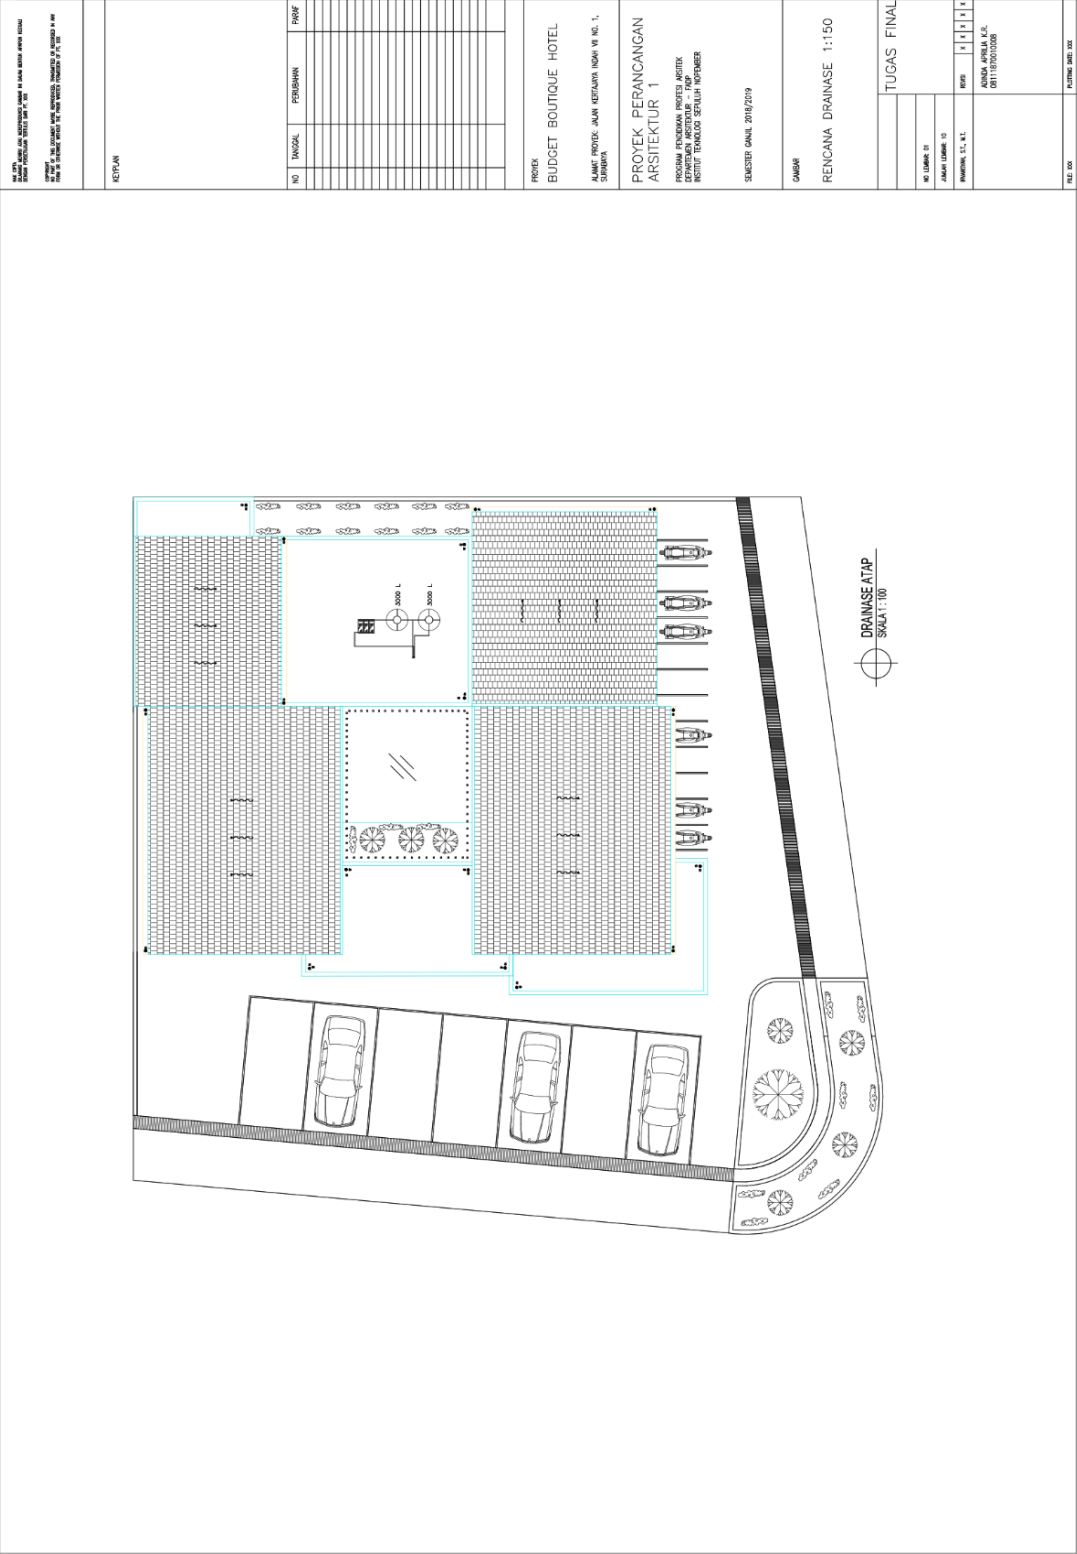 HAK CIPTA
COPYRIGHT
KEYPLAN
NO TANGGAL PERUBAHAN PARAF
PROYEK
BUDGET BOUTIQUE HOTEL
ALAMAT PROYEK: JALAN KERTAJAYA INDAH VII NO. 1,
SURABAYA
PROYEK PERANCANGAN
ARSITEKTUR 1
PROGRAM PENDIDIKAN PROFESI ARSITEK
DEPARTEMEN ARSITEKTUR - FADP
INSTITUT TEKNOLOGI SEPULUH NOPEMBER
SEMESTER GANJIL 2018/2019
GAMBAR
RENCANA DRAINASE 1:150
TUGAS FINAL
NO LEMBAR: 01
JUMLAH LEMBAR: 10
S.T., M.T.
REVISI X X X X X
ADINDA APRILIA K.R.
FILE: XXX PLOTTING DATE: XXX
3000 L
3000 L
DRAINASE ATAP
SKALA 1 : 100